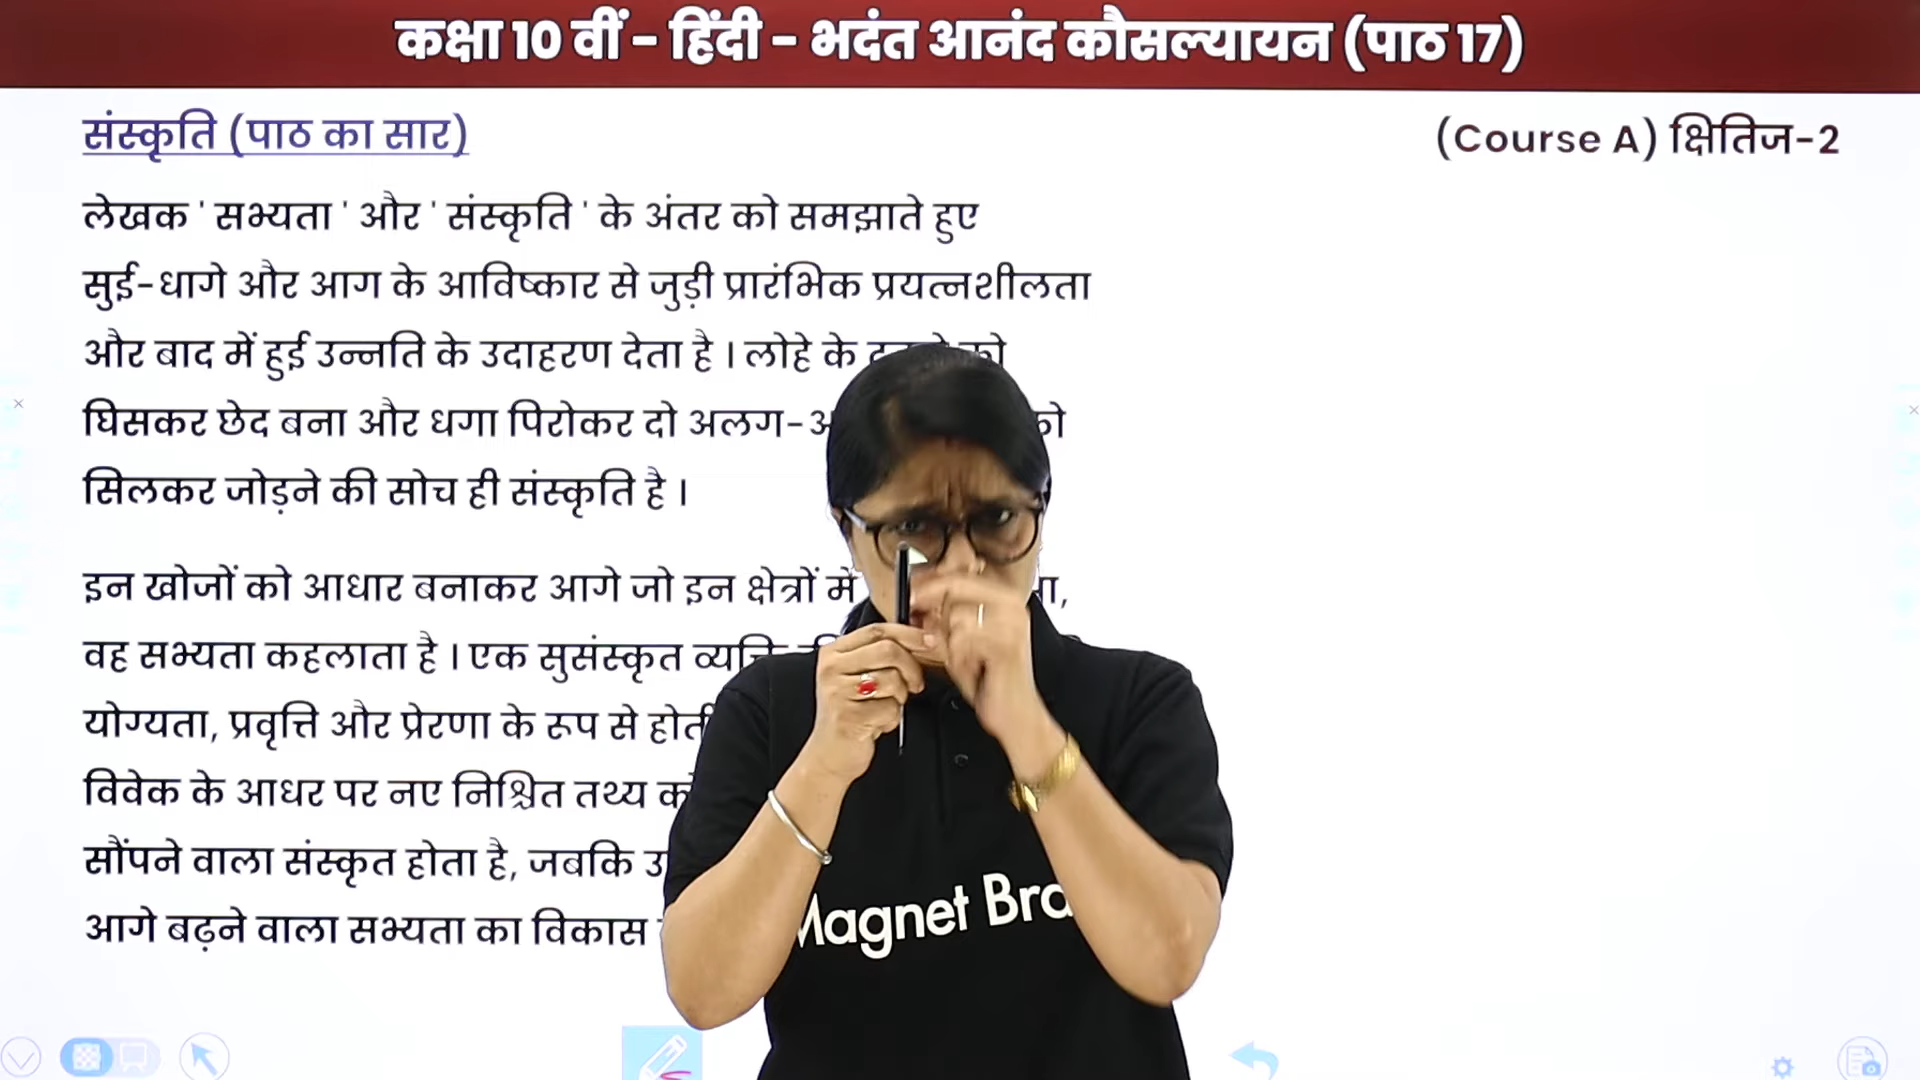 कक्षा 10 वीं - हिंदी - भदंत आनंद कौसल्यायन (पाठ 17)
संस्कृति (पाठ का सार)
(Course A) क्षितिज-2
लेखक ' सभ्यता ' और ' संस्कृति ' के अंतर को समझाते हुए
सुई-धागे और आग के आविष्कार से जुड़ी प्रारंभिक प्रयत्नशीलता
और बाद में हुई उन्नति के उदाहरण देता है । लोहे के को
घिसकर छेद बना और धगा पिरोकर दो अलग- को
सिलकर जोड़ने की सोच ही संस्कृति है ।
इन खोजों को आधार बनाकर आगे जो इन क्षेत्रों में
वह सभ्यता कहलाता है । एक सुसंस्कृत व्यक्ति
योग्यता, प्रवृत्ति और प्रेरणा के रूप से
विवेक के आधर पर नए निश्चित तथ्य
सौंपने वाला संस्कृत होता है, जबकि
आगे बढ़ने वाला सभ्यता का विकास
Magnet